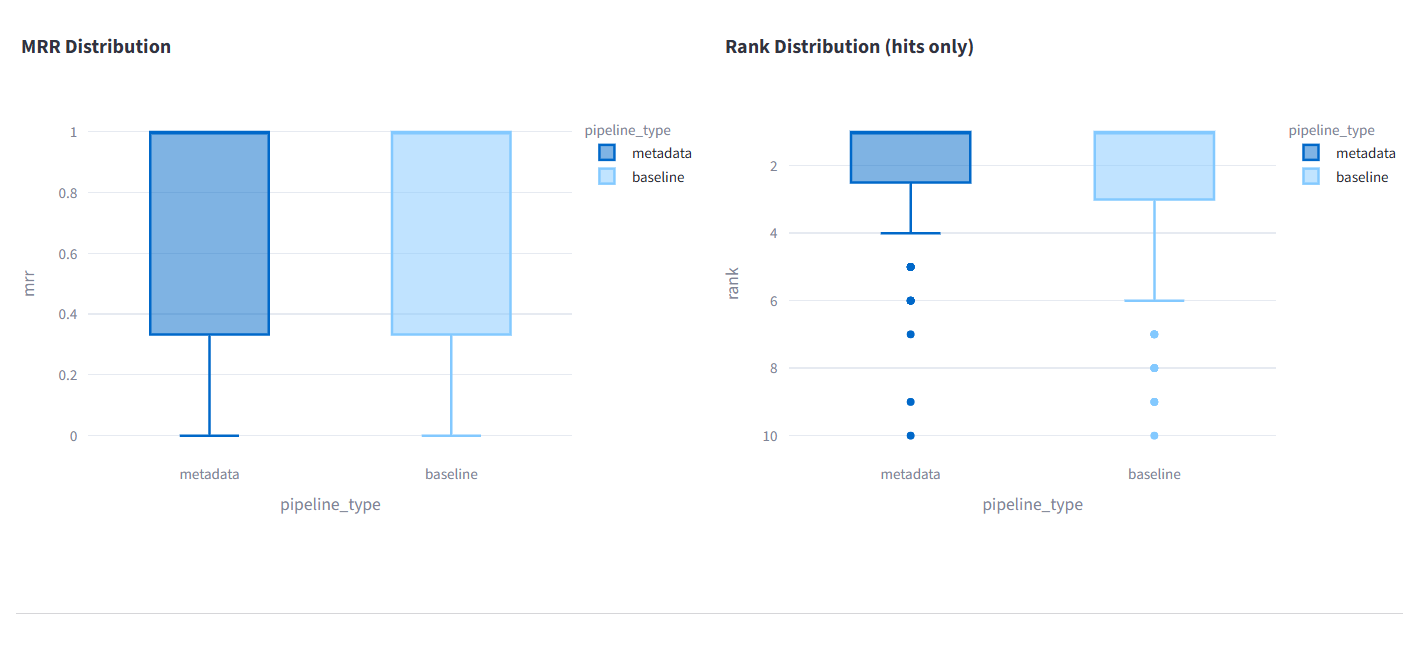 MRR Distribution
1
0.8
0.6
0.4
0.2
0
mrr
metadata
baseline
pipeline_type
pipeline_type
metadata
baseline
Rank Distribution (hits only)
2
4
6
8
10
rank
metadata
baseline
pipeline_type
pipeline_type
metadata
baseline